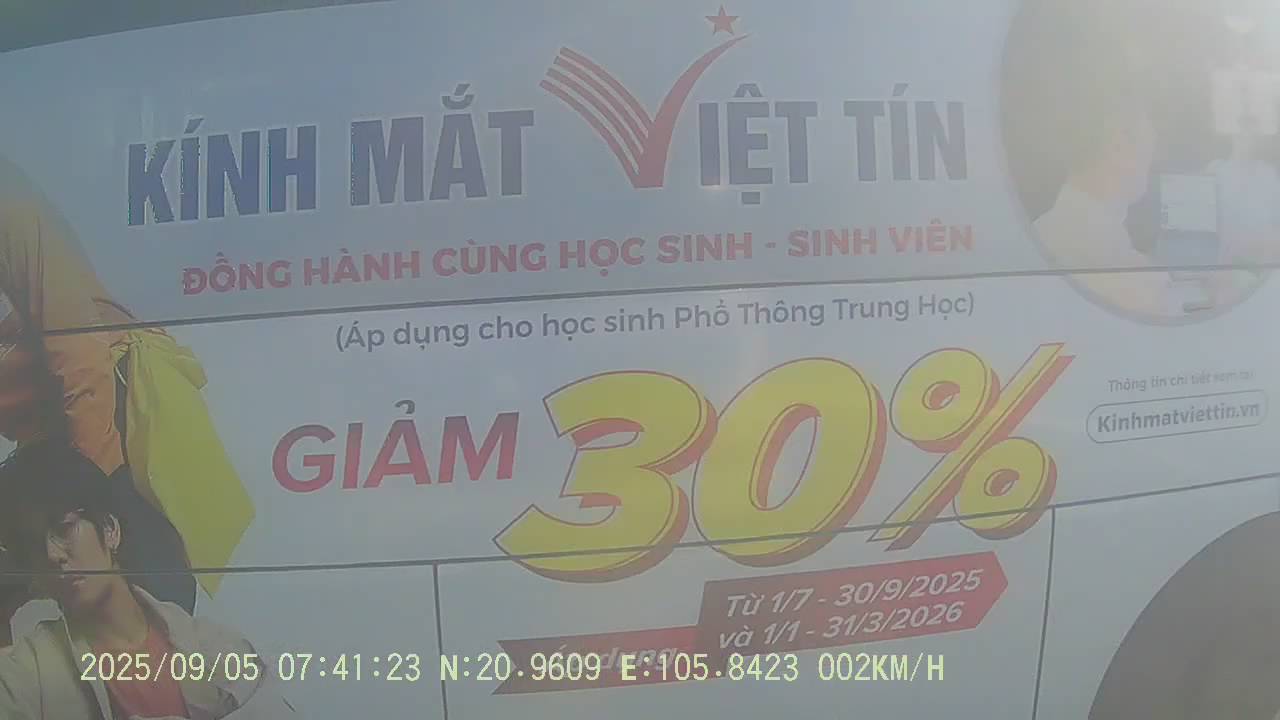 KÍNH MẮT VIỆT TÍN
ĐỒNG HÀNH CÙNG HỌC SINH - SINH VIÊN
(Áp dụng cho học sinh Phổ Thông Trung Học)
GIẢM 30%
Thông tin chi tiết xem tại
Kinhmatviettin.vn
Từ 1/7 - 30/9/2025
và 1/1 - 31/3/2026
Áp dụng
2025/09/05 07:41:23 N:20.9609 E:105.8423 002KM/H